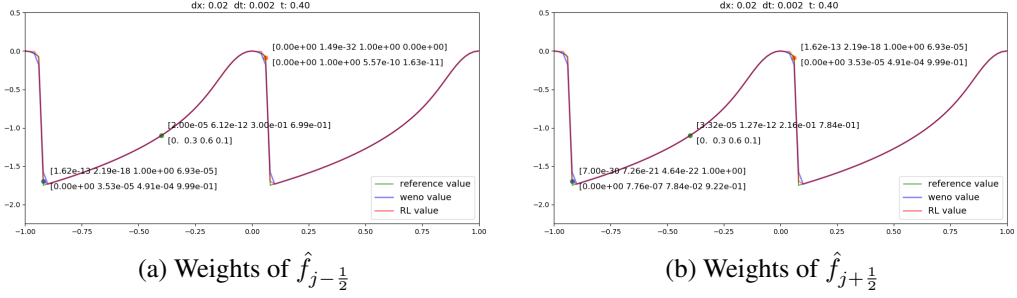 dx: 0.02 dt: 0.002 t: 0.40
0.5
0.0
−0.5
−1.0
−1.5
−2.0
[0.00e+00 1.49e-32 1.00e+00 0.00e+00]
[0.00e+00 1.00e+00 5.57e-10 1.63e-11]
[2.00e-05 6.12e-12 3.00e-01 6.99e-01]
[0. 0.3 0.6 0.1]
[1.62e-13 2.19e-18 1.00e+00 6.93e-05]
[0.00e+00 3.53e-05 4.91e-04 9.99e-01]
reference value
weno value
RL value
−1.00 −0.75 −0.50 −0.25 0.00 0.25 0.50 0.75 1.00
(a) Weights of f̂_{j−1/2}
dx: 0.02 dt: 0.002 t: 0.40
0.5
0.0
−0.5
−1.0
−1.5
−2.0
[1.62e-13 2.19e-18 1.00e+00 6.93e-05]
[0.00e+00 3.53e-05 4.91e-04 9.99e-01]
[3.32e-05 1.27e-12 2.16e-01 7.84e-01]
[0. 0.3 0.6 0.1]
[7.00e-30 7.26e-21 4.64e-22 1.00e+00]
[0.00e+00 7.76e-07 7.84e-02 9.22e-01]
reference value
weno value
RL value
−1.00 −0.75 −0.50 −0.25 0.00 0.25 0.50 0.75 1.00
(b) Weights of f̂_{j+1/2}